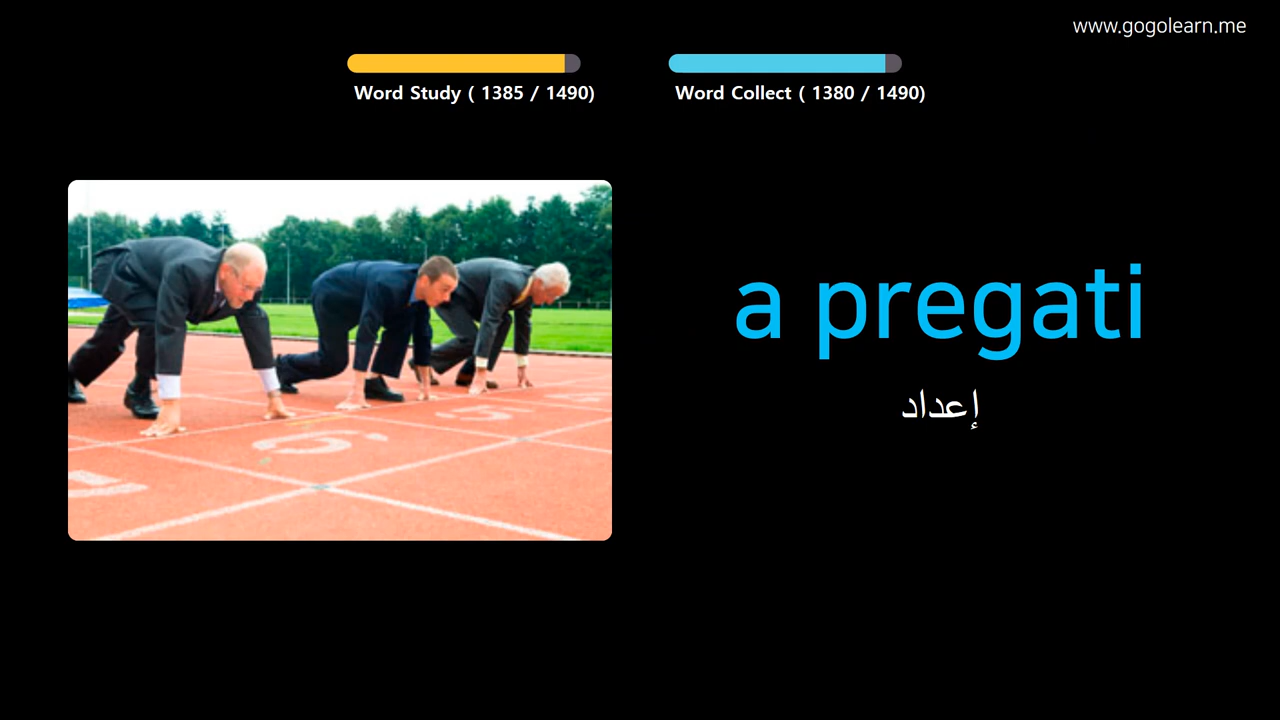 www.gogolearn.me
Word Study ( 1385 / 1490)
Word Collect ( 1380 / 1490)
a pregati
إعداد